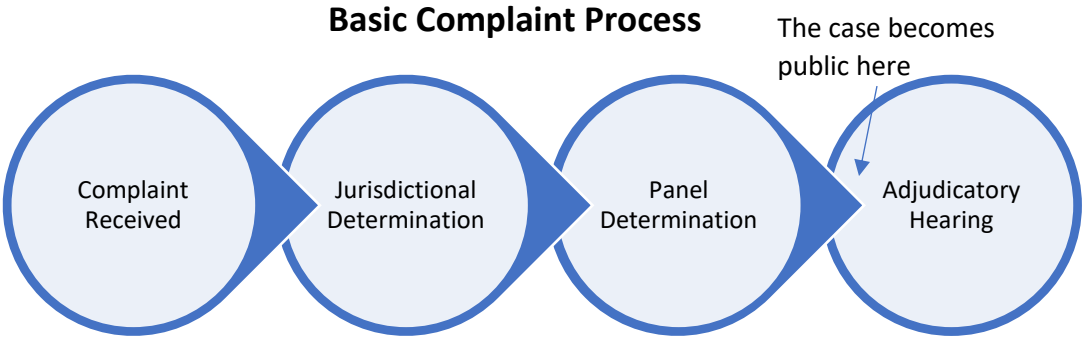 Basic Complaint Process
The case becomes
public here
Complaint
Received
Jurisdictional
Determination
Panel
Determination
Adjudicatory
Hearing